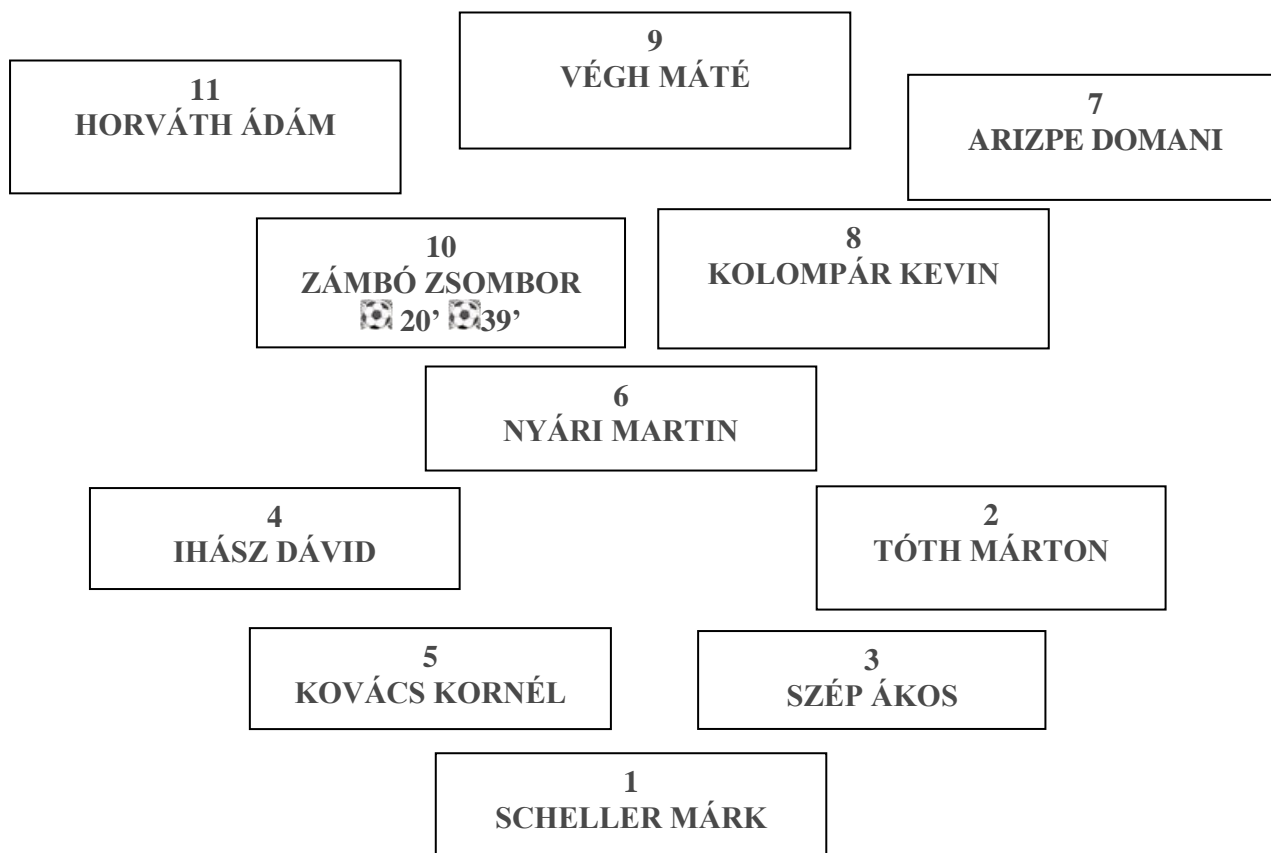 9
VÉGH MÁTÉ
11
HORVÁTH ÁDÁM
7
ARIZPE DOMANI
10
ZÁMBÓ ZSOMBOR
⚽ 20’ ⚽39’
8
KOLOMPÁR KEVIN
6
NYÁRI MARTIN
4
IHÁSZ DÁVID
2
TÓTH MÁRTON
5
KOVÁCS KORNÉL
3
SZÉP ÁKOS
1
SCHELLER MÁRK